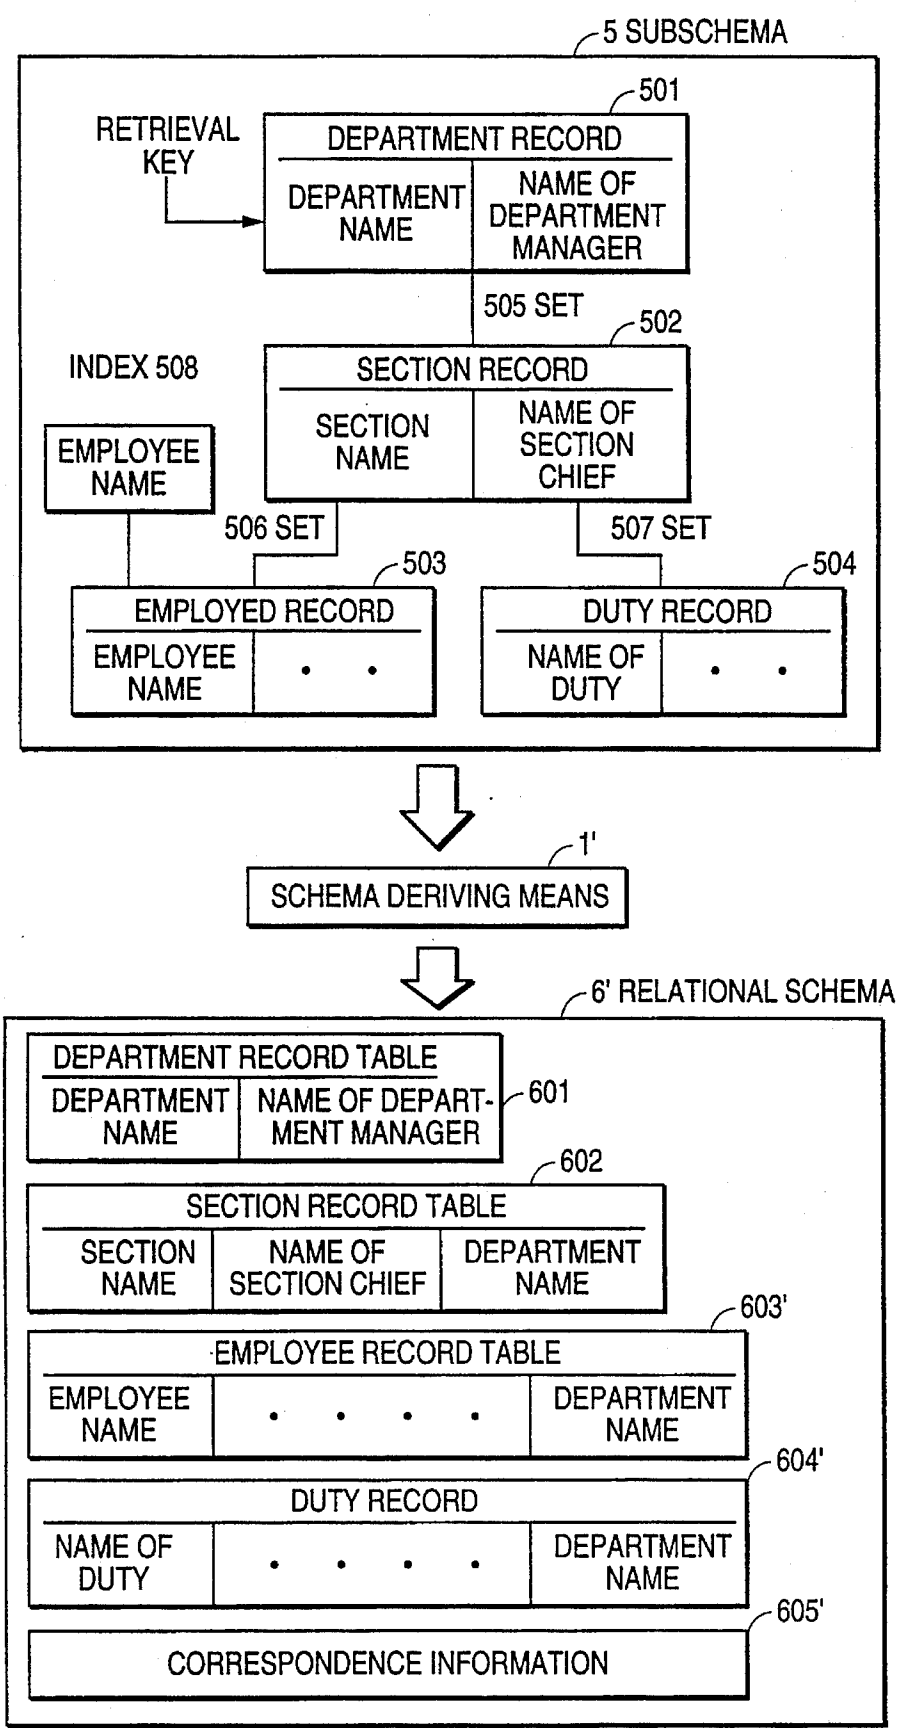 5 SUBSCHEMA
501
RETRIEVAL
KEY
DEPARTMENT RECORD
DEPARTMENT
NAME
NAME OF
DEPARTMENT
MANAGER
505 SET
502
INDEX 508
SECTION RECORD
SECTION
NAME
NAME OF
SECTION
CHIEF
EMPLOYEE
NAME
506 SET
507 SET
503
504
EMPLOYED RECORD
EMPLOYEE
NAME
• •
DUTY RECORD
NAME OF
DUTY
• •
1'
SCHEMA DERIVING MEANS
6' RELATIONAL SCHEMA
DEPARTMENT RECORD TABLE
DEPARTMENT
NAME
NAME OF DEPART-
MENT MANAGER
601
602
SECTION RECORD TABLE
SECTION
NAME
NAME OF
SECTION CHIEF
DEPARTMENT
NAME
603'
EMPLOYEE RECORD TABLE
EMPLOYEE
NAME
• • • •
DEPARTMENT
NAME
604'
DUTY RECORD
NAME OF
DUTY
• • • •
DEPARTMENT
NAME
605'
CORRESPONDENCE INFORMATION